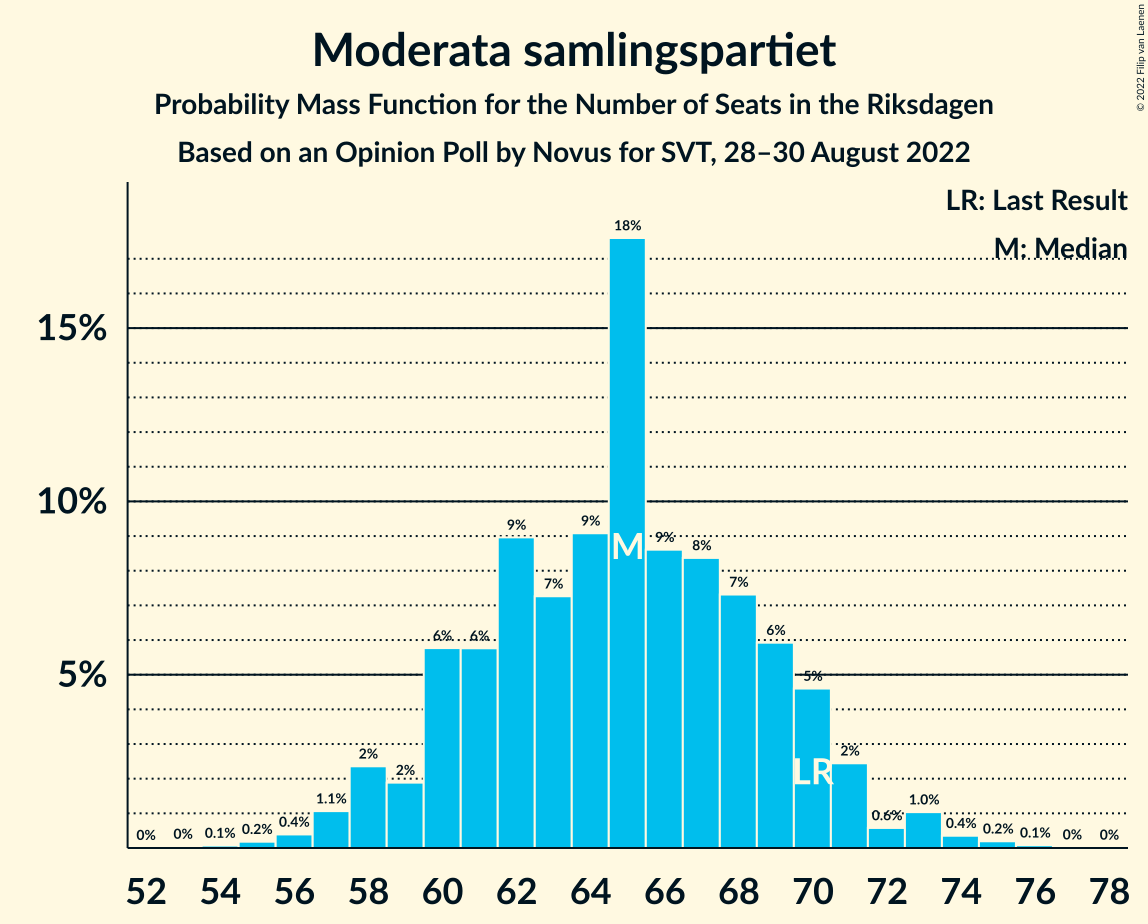 Moderata samlingspartiet
Probability Mass Function for the Number of Seats in the Riksdagen
Based on an Opinion Poll by Novus for SVT, 28–30 August 2022
© 2022 Filip van Laenen
LR: Last Result
M: Median
15%
10%
5%
0% 0% 0.1% 0.2% 0.4% 1.1% 2% 2% 6% 6% 9% 7% 9% 18% 9% 8% 7% 6% 5% 2% 0.6% 1.0% 0.4% 0.2% 0.1% 0% 0%
M
LR
52 54 56 58 60 62 64 66 68 70 72 74 76 78